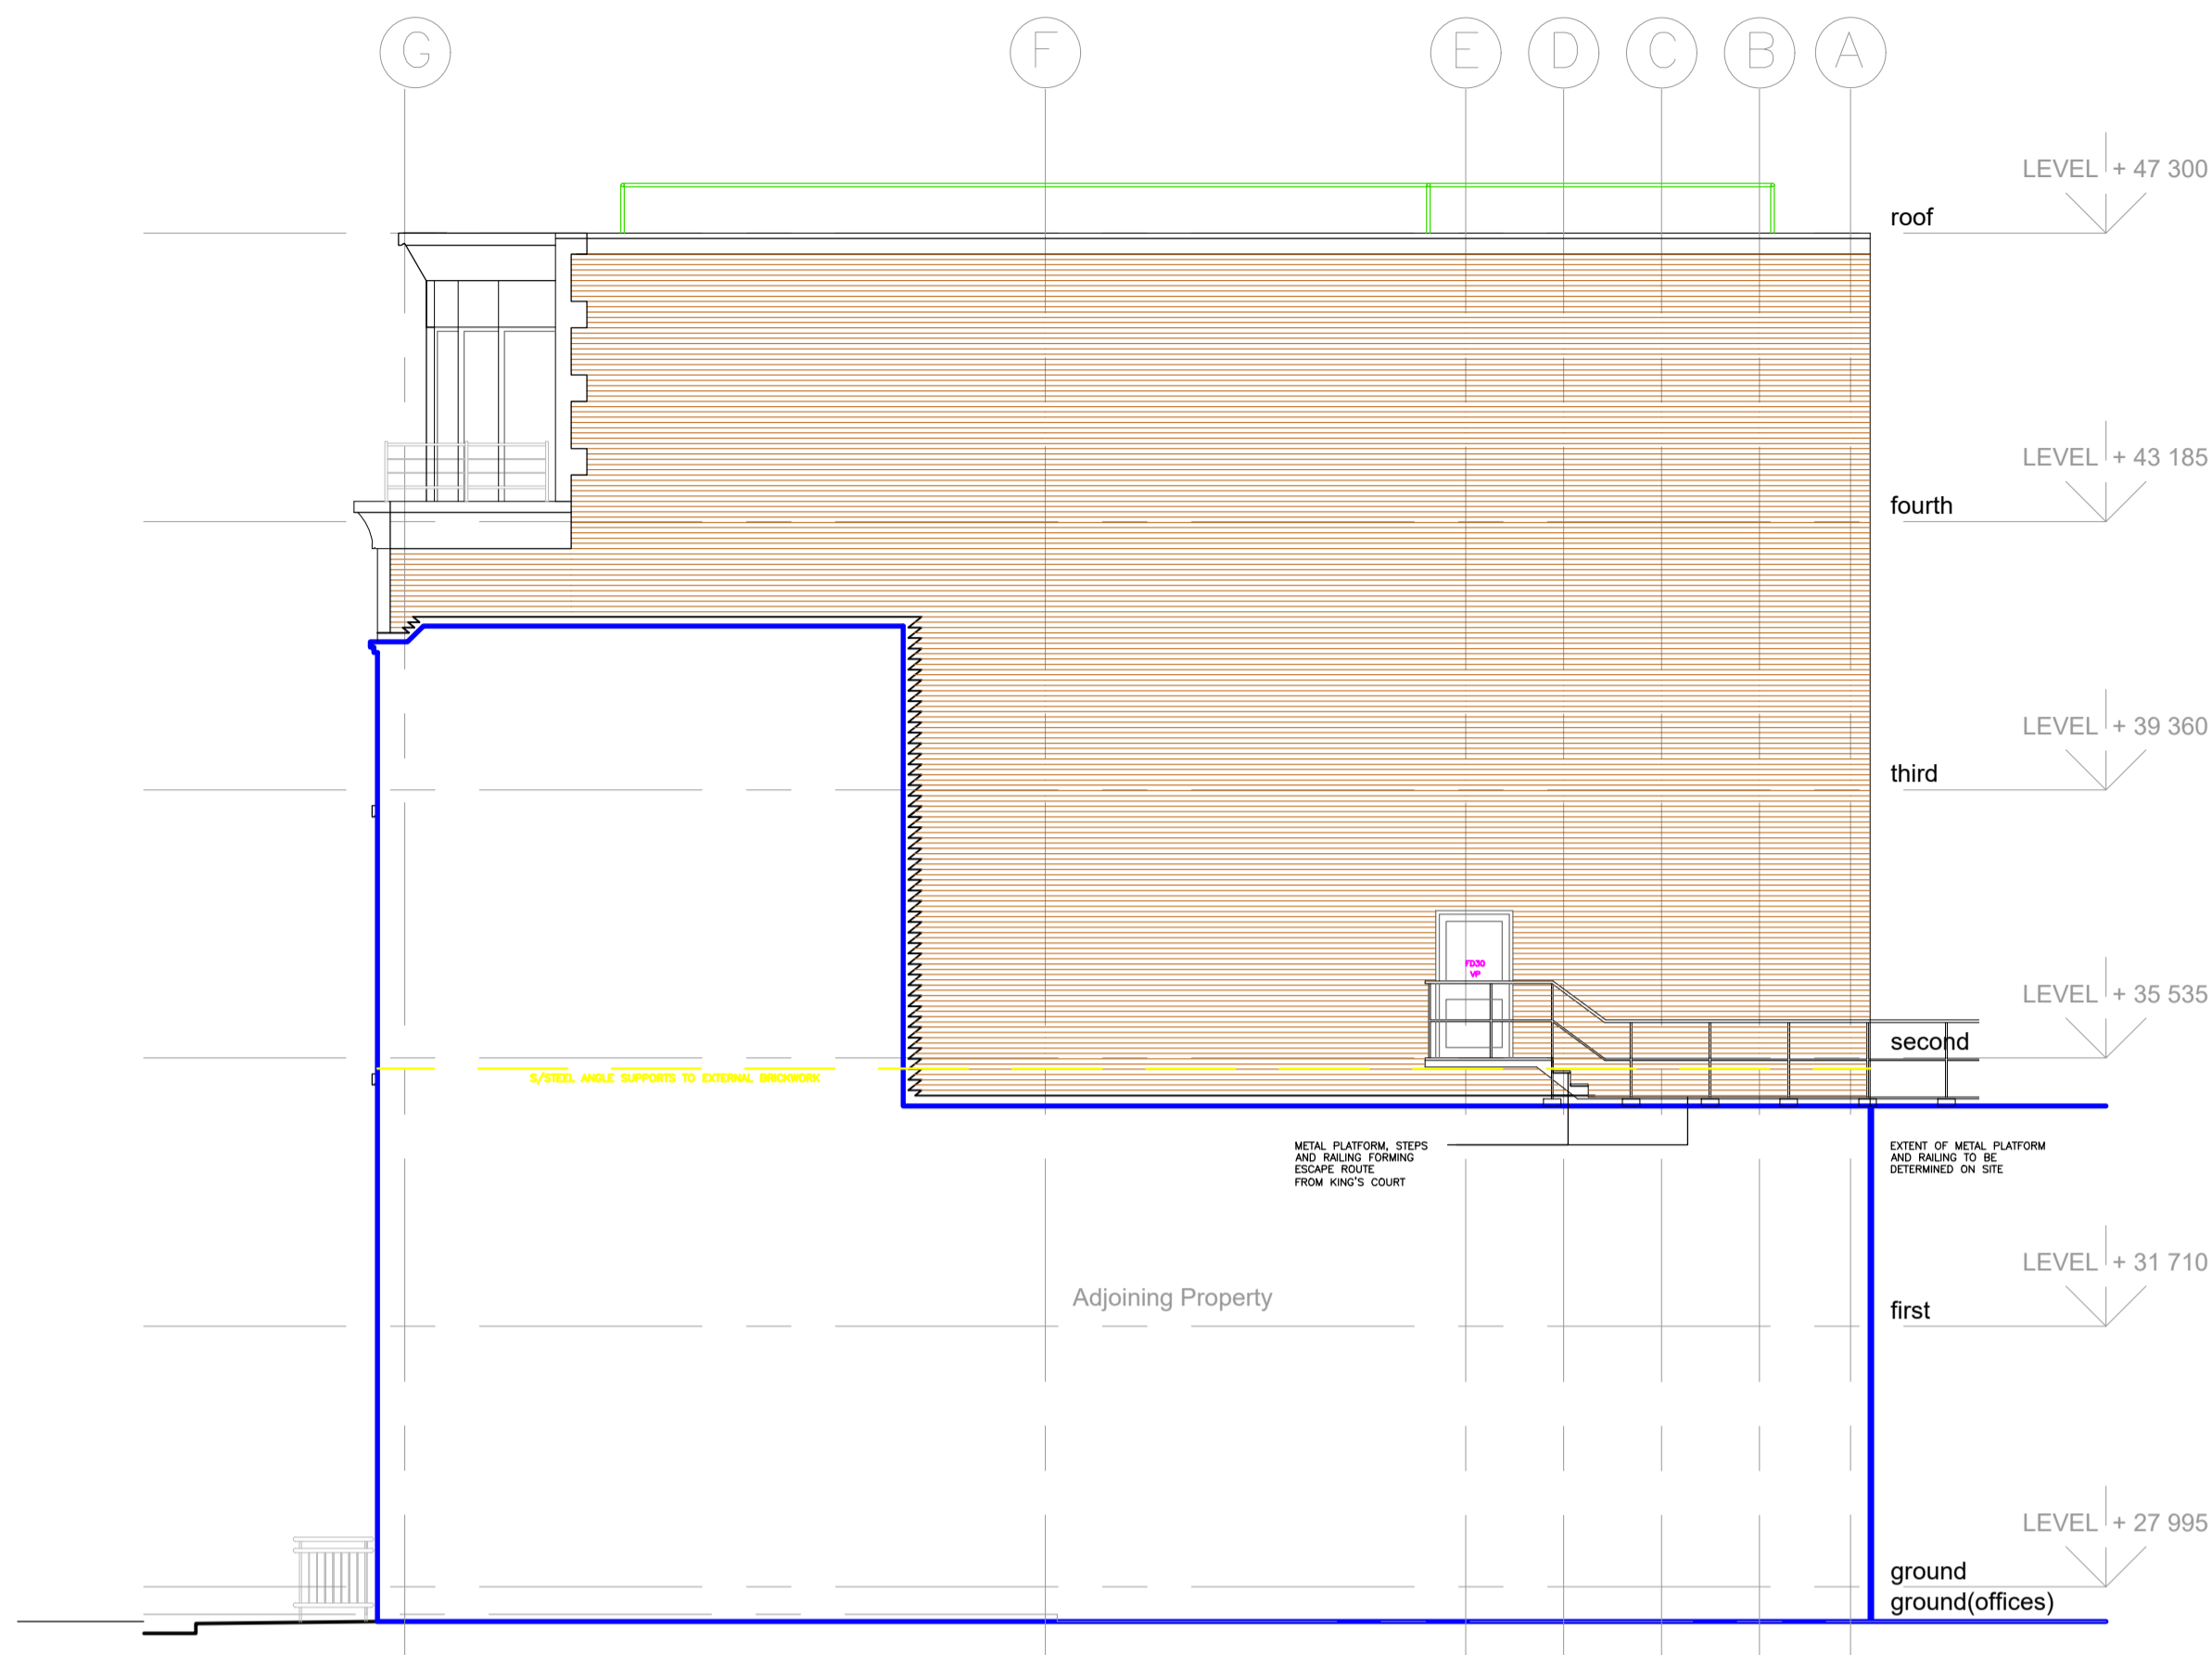 G F E D C B A
LEVEL + 47 300
roof
LEVEL + 43 185
fourth
LEVEL + 39 360
third
FD30
VP
LEVEL + 35 535
second
S/STEEL ANGLE SUPPORTS TO EXTERNAL BRICKWORK
METAL PLATFORM, STEPS
AND RAILING FORMING
ESCAPE ROUTE
FROM KING'S COURT
EXTENT OF METAL PLATFORM
AND RAILING TO BE
DETERMINED ON SITE
LEVEL + 31 710
Adjoining Property
first
LEVEL + 27 995
ground
ground(offices)